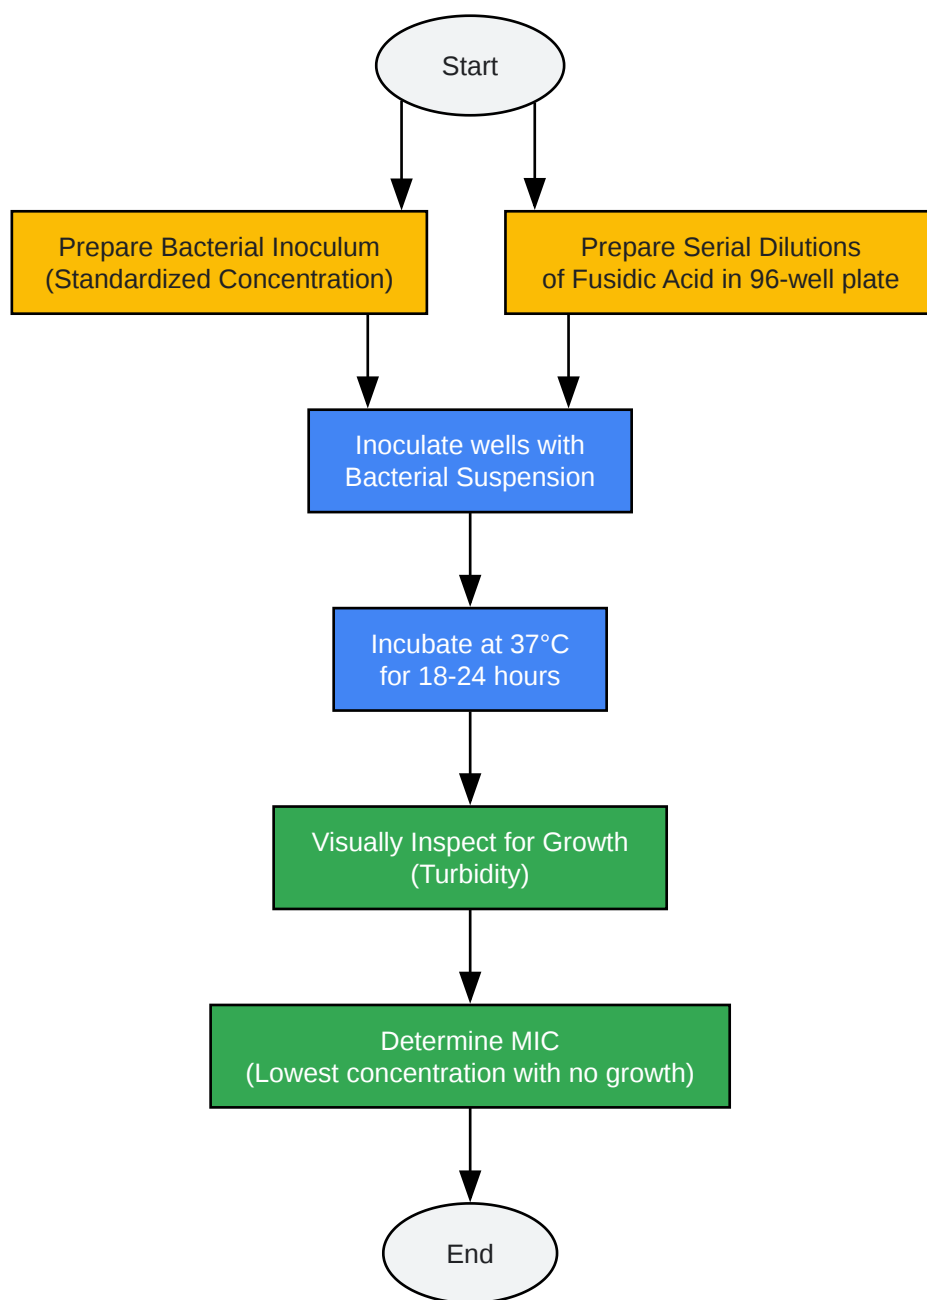 Start
Prepare Bacterial Inoculum
(Standardized Concentration)
Prepare Serial Dilutions
of Fusidic Acid in 96-well plate
Inoculate wells with
Bacterial Suspension
Incubate at 37°C
for 18-24 hours
Visually Inspect for Growth
(Turbidity)
Determine MIC
(Lowest concentration with no growth)
End